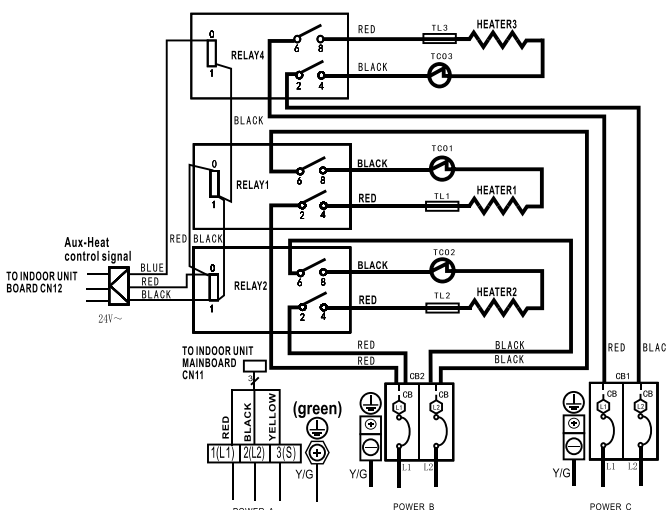 RELAY4
0
1
6
8
2
4
RED
TL3
HEATER3
BLACK
TCO3
BLACK
RELAY1
0
1
6
8
2
4
BLACK
TCO1
RED
TL1
HEATER1
RED
BLACK
RELAY2
0
1
6
8
2
4
BLACK
TCO2
RED
TL2
HEATER2
Aux-Heat
control signal
TO INDOOR UNIT
BOARD CN12
BLUE
RED
BLACK
24V~
RED
RED
BLACK
BLACK
RED
BLAC
TO INDOOR UNIT
MAINBOARD
CN11
3
RED
BLACK
YELLOW
(green)
1(L1)
2(L2)
3(S)
Y/G
CB2
CB
CB
L1
L2
Y/G
L1
L2
CB1
CB
CB
L1
L2
Y/G
L1
L2
POWER A
POWER B
POWER C